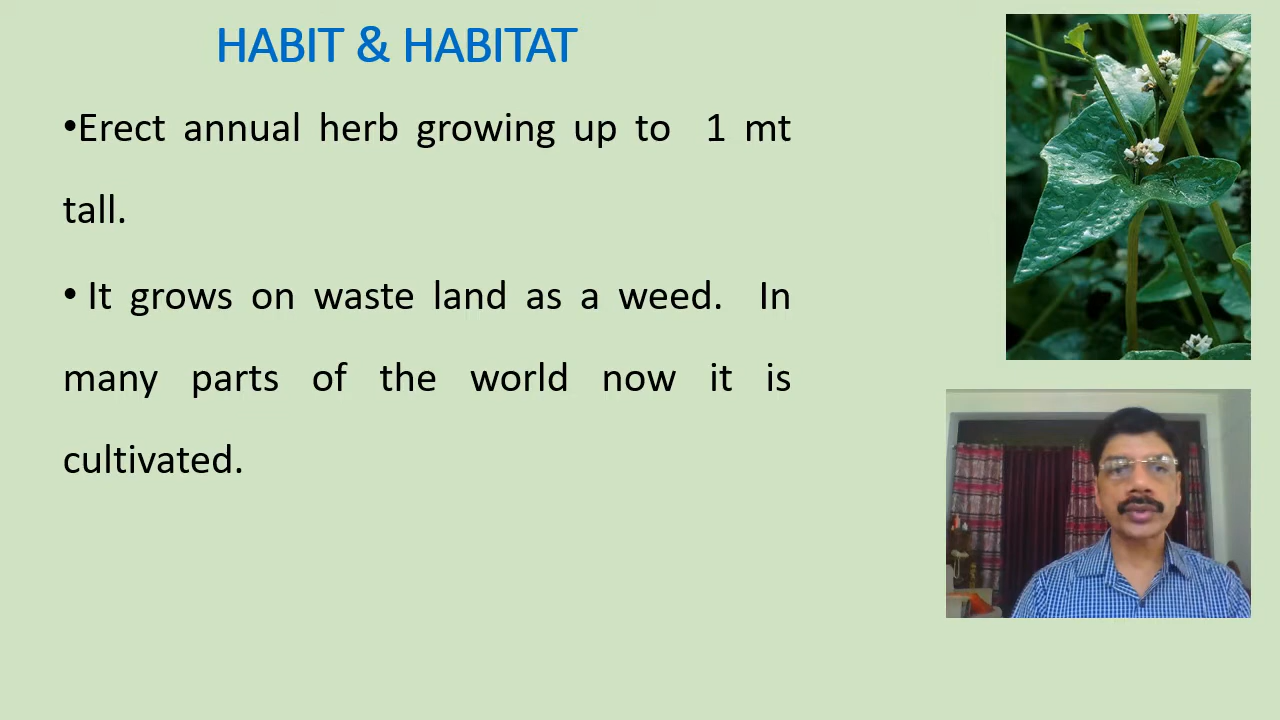 HABIT & HABITAT
•Erect annual herb growing up to 1 mt
tall.
• It grows on waste land as a weed. In
many parts of the world now it is
cultivated.